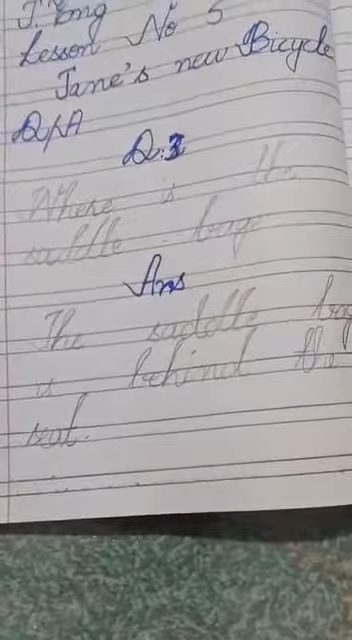 J. Eng
Lesson No 5
Jane's new Bicycle
Q/A
Q.3
Where is the
saddle bage
Ans
The saddle bag
is behind the
seat.